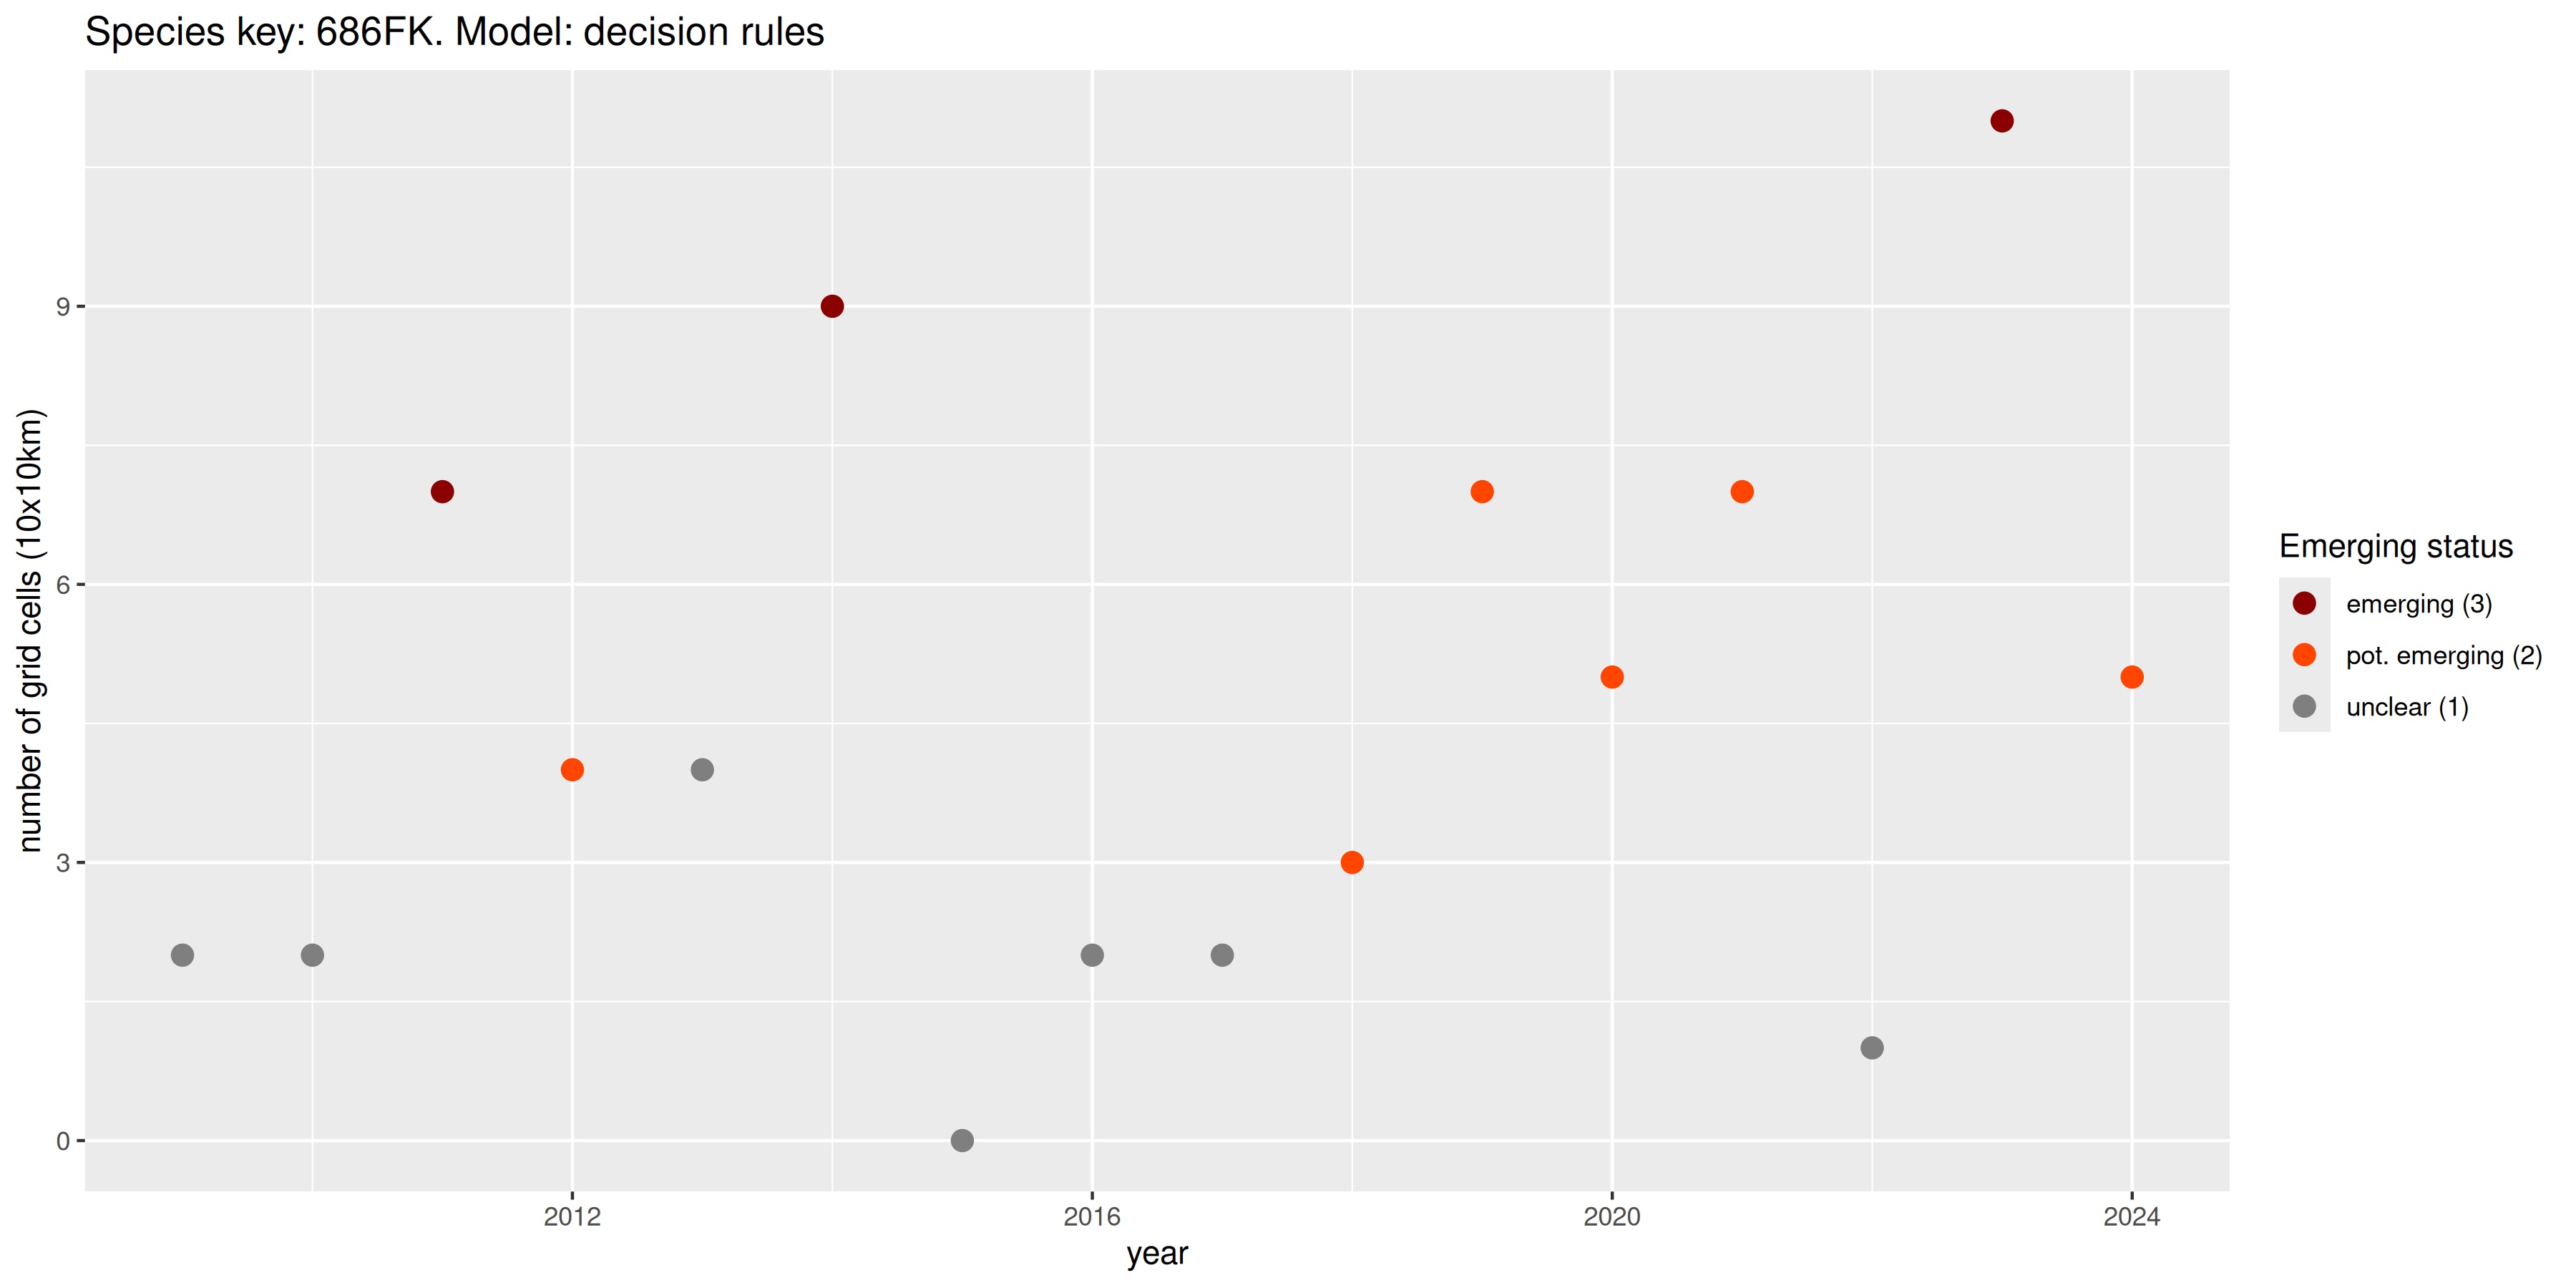 Species key: 686FK. Model: decision rules
number of grid cells (10x10km)
9
6
3
0
2012
2016
2020
2024
year
Emerging status
emerging (3)
pot. emerging (2)
unclear (1)